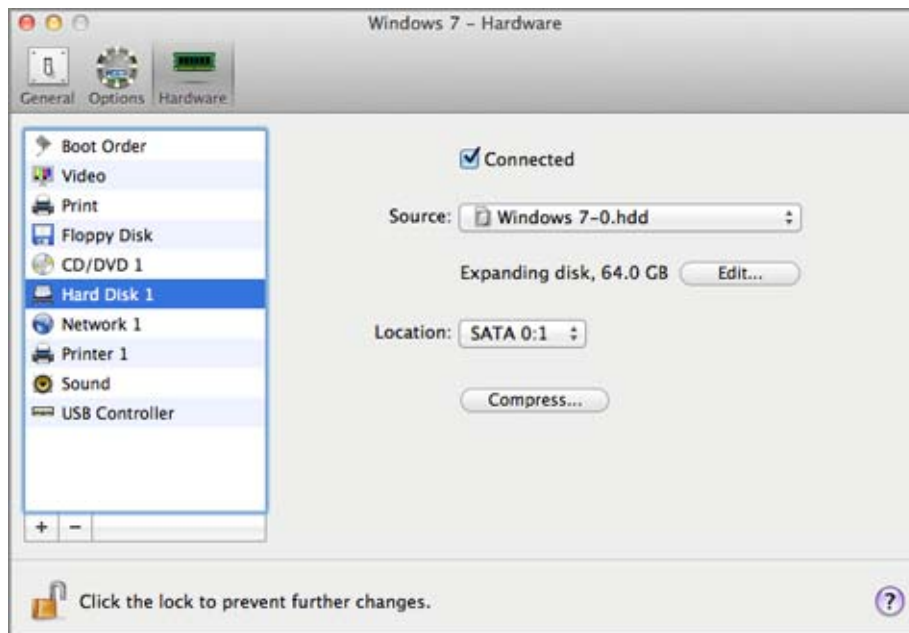 Windows 7 – Hardware
General Options Hardware
Boot Order
Video
Print
Floppy Disk
CD/DVD 1
Hard Disk 1
Network 1
Printer 1
Sound
USB Controller
+ −
Connected
Source: Windows 7-0.hdd
Expanding disk, 64.0 GB Edit...
Location: SATA 0:1
Compress...
Click the lock to prevent further changes.
?